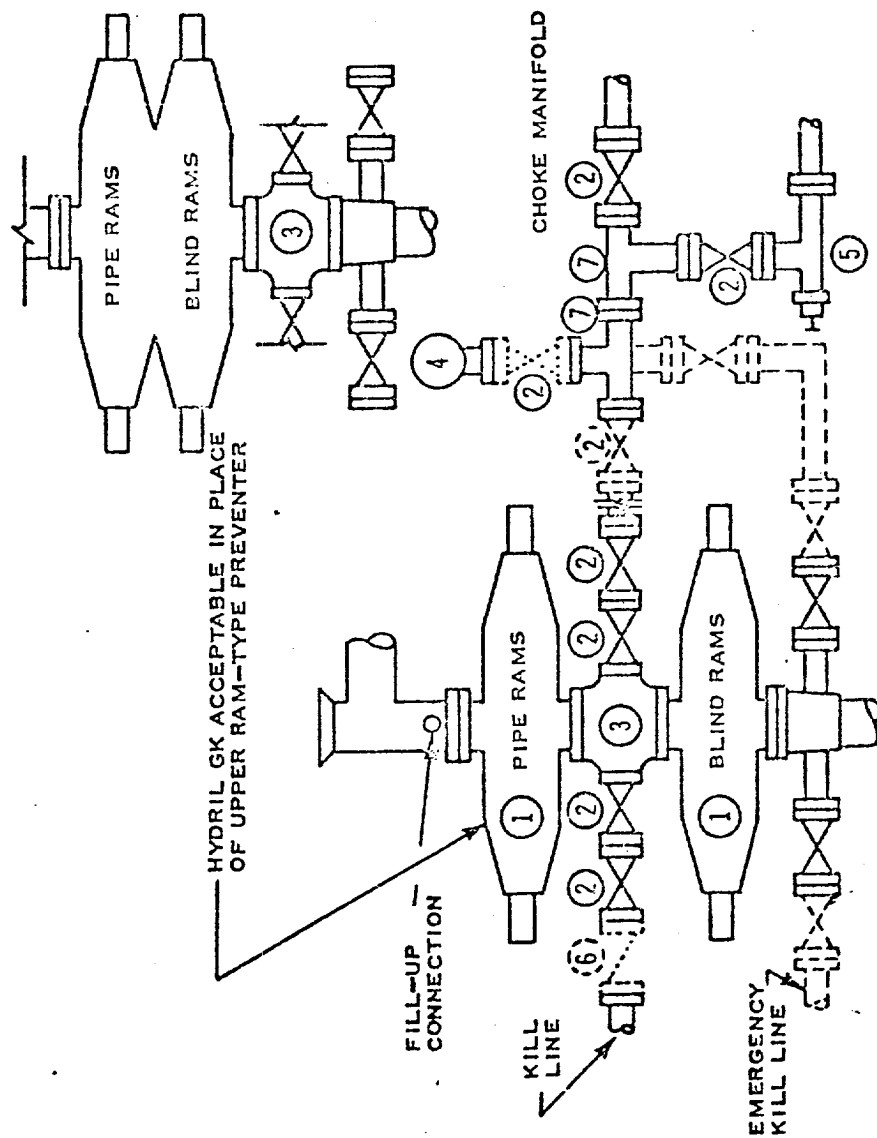 HYDRIL GK ACCEPTABLE IN PLACE
OF UPPER RAM-TYPE PREVENTER
FILL-UP
CONNECTION
KILL
LINE
EMERGENCY
KILL LINE
1
PIPE RAMS
6
2
2
3
2
2
2
1
BLIND RAMS
4
2
7
7
2
CHOKE MANIFOLD
2
5
PIPE RAMS
BLIND RAMS
3